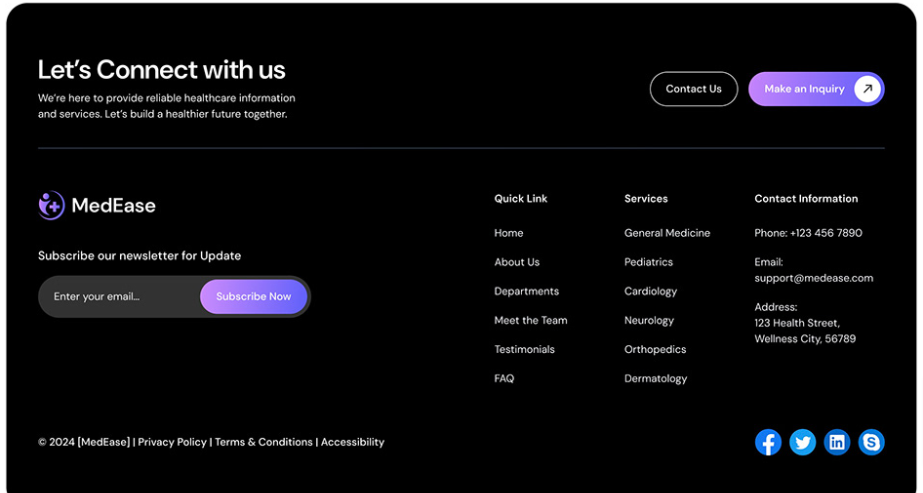 Let's Connect with us
We're here to provide reliable healthcare information
and services. Let's build a healthier future together.
Contact Us
Make an Inquiry
MedEase
Subscribe our newsletter for Update
Enter your email...
Subscribe Now
Quick Link
Home
About Us
Departments
Meet the Team
Testimonials
FAQ
Services
General Medicine
Pediatrics
Cardiology
Neurology
Orthopedics
Dermatology
Contact Information
Phone: +123 456 7890
Email:
support@medease.com
Address:
123 Health Street,
Wellness City, 56789
© 2024 [MedEase] | Privacy Policy | Terms & Conditions | Accessibility